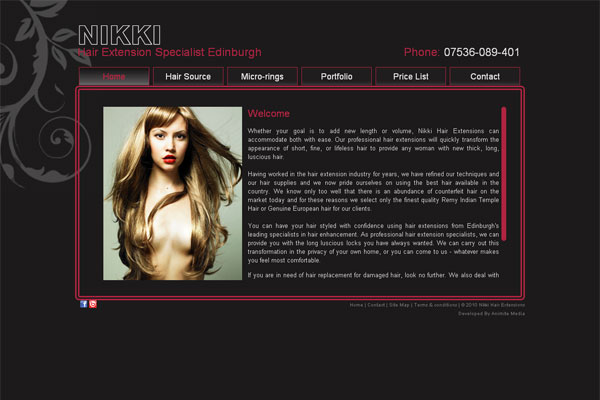 NIKKI
Hair Extension Specialist Edinburgh
Phone: 07536-089-401
Home
Hair Source
Micro-rings
Portfolio
Price List
Contact
Welcome
Whether your goal is to add new length or volume, Nikki Hair Extensions can
accommodate both with ease. Our professional hair extensions will quickly transform the
appearance of short, fine, or lifeless hair to provide any woman with new thick, long,
luscious hair.
Having worked in the hair extension industry for years, we have refined our techniques and
our hair supplies and we now pride ourselves on using the best hair available in the
country. We know only too well that there is an abundance of counterfeit hair on the
market today and for these reasons we select only the finest quality Remy Indian Temple
Hair or Genuine European hair for our clients.
You can have your hair styled with confidence using hair extensions from Edinburgh's
leading specialists in hair enhancement. As professional hair extension specialists, we can
provide you with the long luscious locks you have always wanted. We can carry out this
transformation in the privacy of your own home, or you can come to us - whatever makes
you feel most comfortable.
If you are in need of hair replacement for damaged hair, look no further. We also deal with
Home | Contact | Site Map | Terms & conditions | © 2010 Nikki Hair Extensions
Developed By Media